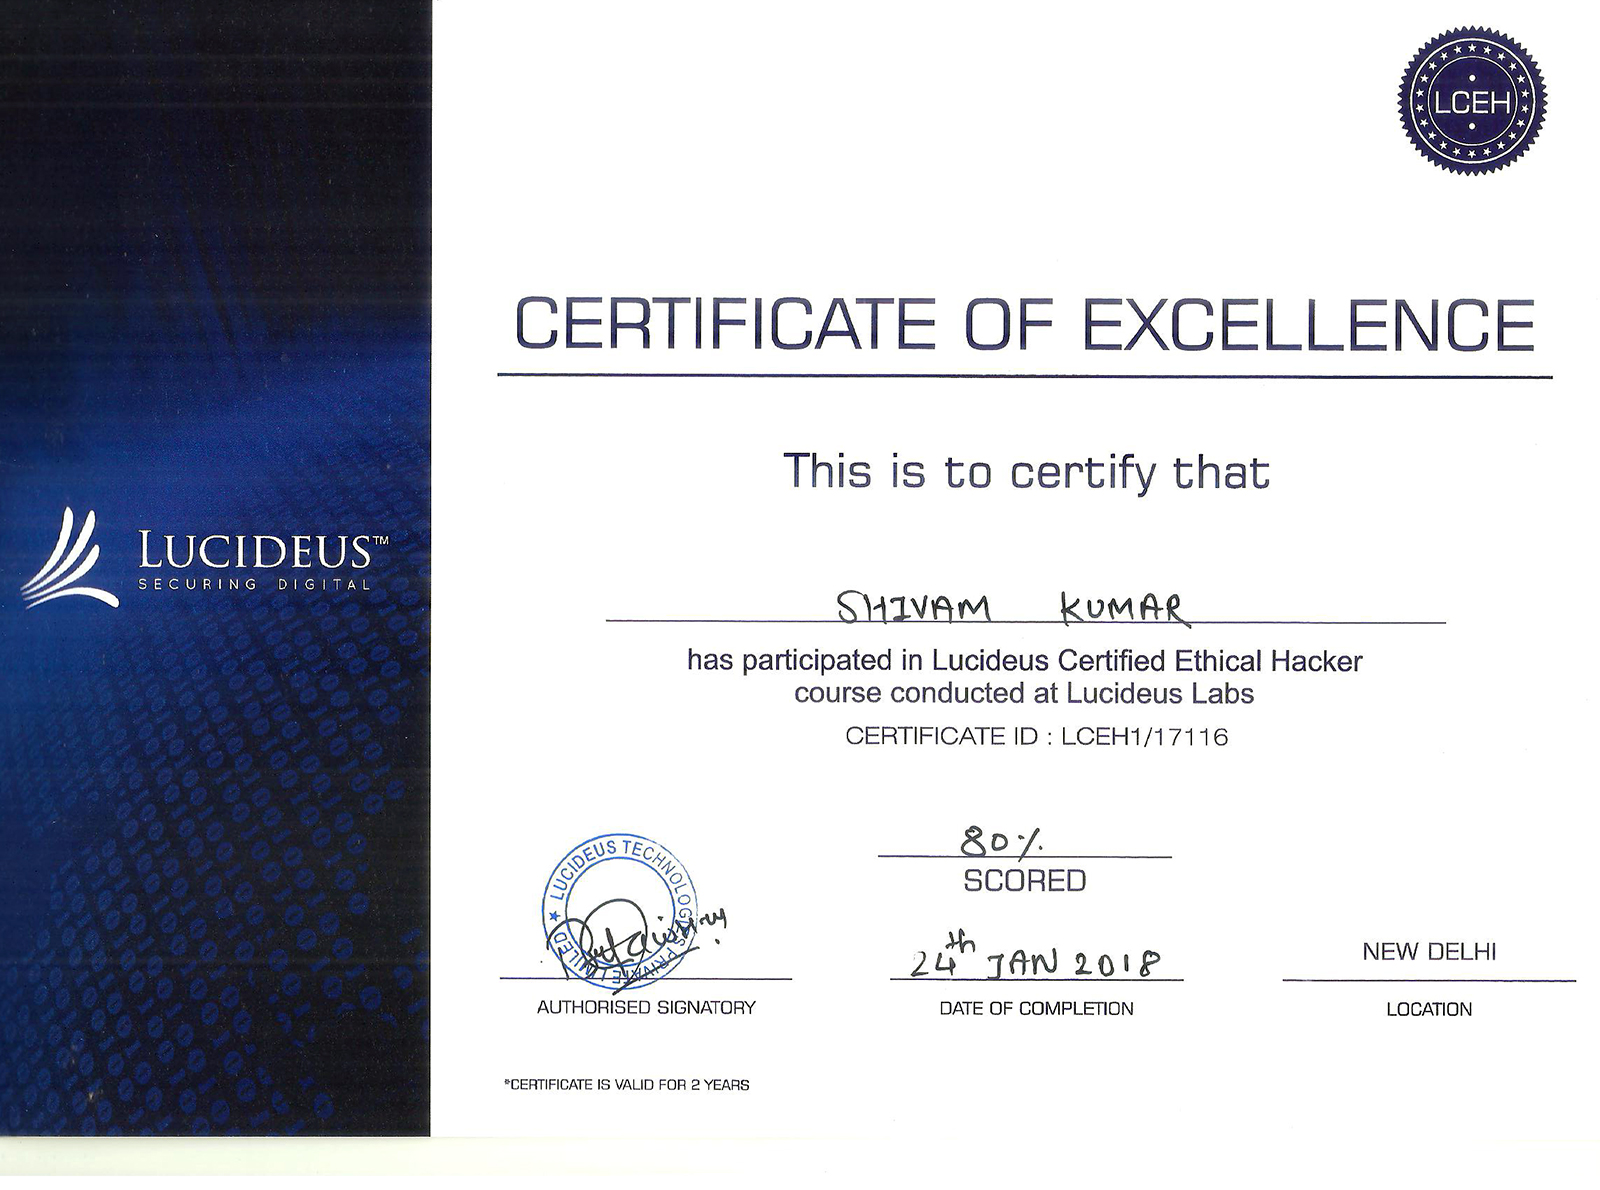 LCEH
CERTIFICATE OF EXCELLENCE
This is to certify that
LUCIDEUS™
SECURING DIGITAL
SHIVAM KUMAR
has participated in Lucideus Certified Ethical Hacker
course conducted at Lucideus Labs
CERTIFICATE ID : LCEH1/17116
80%
SCORED
LUCIDEUS TECHNOLOGIES PRIVATE LIMITED
24th JAN 2018
NEW DELHI
AUTHORISED SIGNATORY
DATE OF COMPLETION
LOCATION
*CERTIFICATE IS VALID FOR 2 YEARS